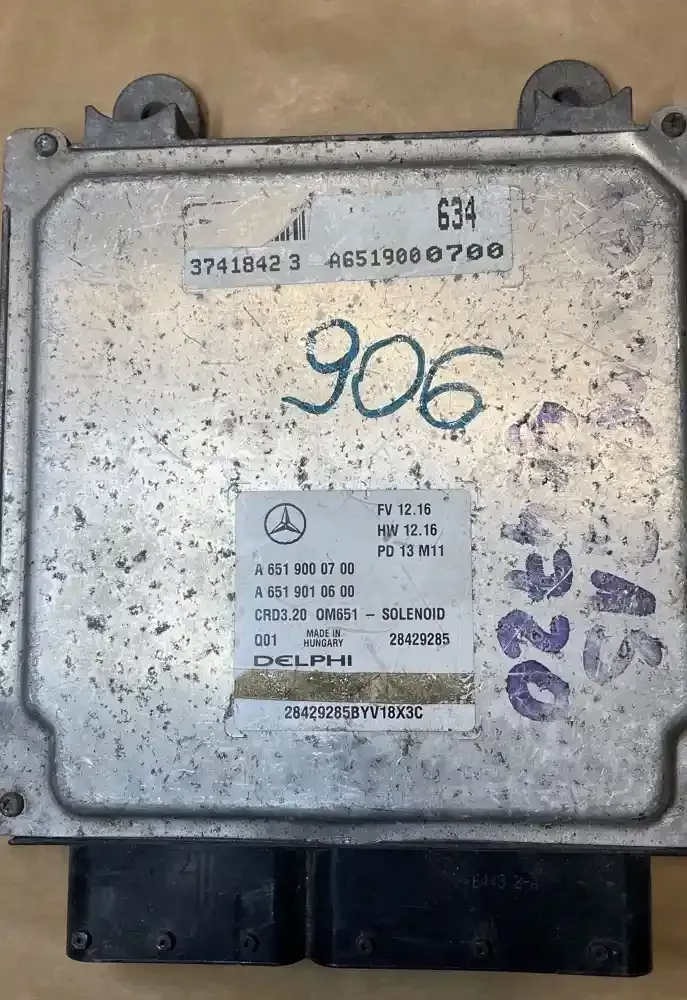 634
3741842 3 A6519000700
906
FV 12.16
HW 12.16
PD 13 M11
A 651 900 07 00
A 651 901 06 00
CRD3.20 OM651 - SOLENOID
Q01 MADE IN HUNGARY 28429285
DELPHI
28429285BYV18X3C